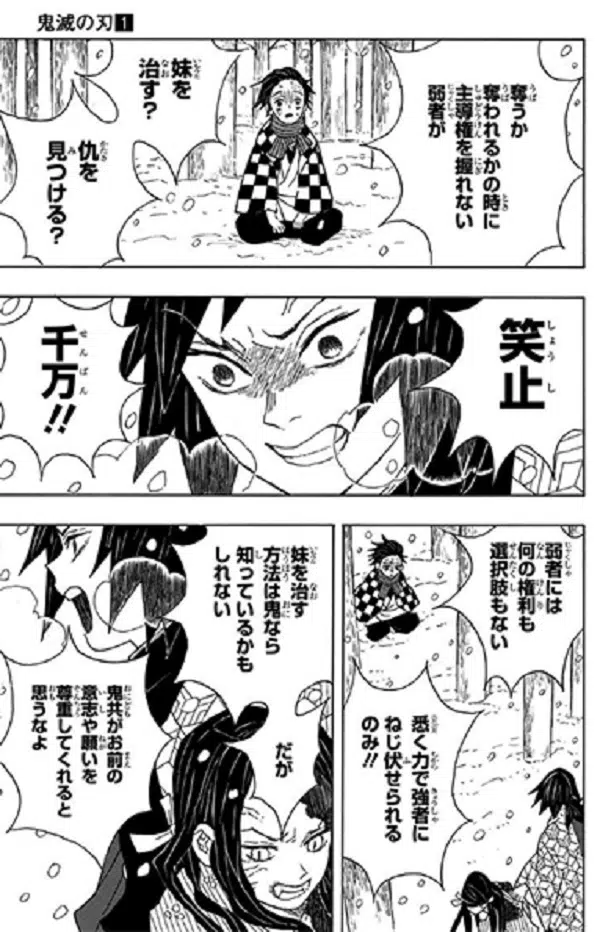 鬼滅の刃1
奪うか
奪われるかの時に
主導権を握れない
弱者が
妹を
治す?
仇を
見つける?
笑止
千万!!
弱者には
何の権利も
選択肢もない
悉く力で強者に
ねじ伏せられる
のみ!!
妹を治す
方法は鬼なら
知っているかも
しれない
だが
鬼共がお前の
意志や願いを
尊重してくれると
思うなよ